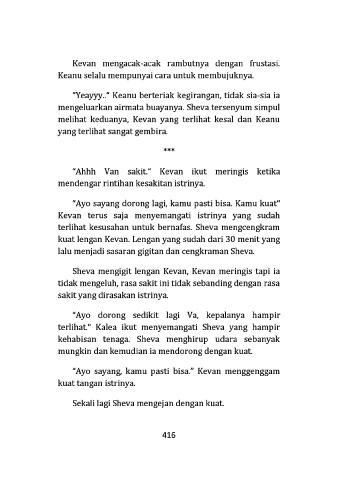 Kevan mengacak-acak rambutnya dengan frustasi.
Keanu selalu mempunyai cara untuk membujuknya.
"Yeayyy.." Keanu berteriak kegirangan, tidak sia-sia ia
mengeluarkan airmata buayanya. Sheva tersenyum simpul
melihat keduanya, Kevan yang terlihat kesal dan Keanu
yang terlihat sangat gembira.
***
"Ahhh Van sakit." Kevan ikut meringis ketika
mendengar rintihan kesakitan istrinya.
"Ayo sayang dorong lagi, kamu pasti bisa. Kamu kuat"
Kevan terus saja menyemangati istrinya yang sudah
terlihat kesusahan untuk bernafas. Sheva mengcengkram
kuat lengan Kevan. Lengan yang sudah dari 30 menit yang
lalu menjadi sasaran gigitan dan cengkraman Sheva.
Sheva mengigit lengan Kevan, Kevan meringis tapi ia
tidak mengeluh, rasa sakit ini tidak sebanding dengan rasa
sakit yang dirasakan istrinya.
"Ayo dorong sedikit lagi Va, kepalanya hampir
terlihat." Kalea ikut menyemangati Sheva yang hampir
kehabisan tenaga. Sheva menghirup udara sebanyak
mungkin dan kemudian ia mendorong dengan kuat.
"Ayo sayang, kamu pasti bisa." Kevan menggenggam
kuat tangan istrinya.
Sekali lagi Sheva mengejan dengan kuat.
416